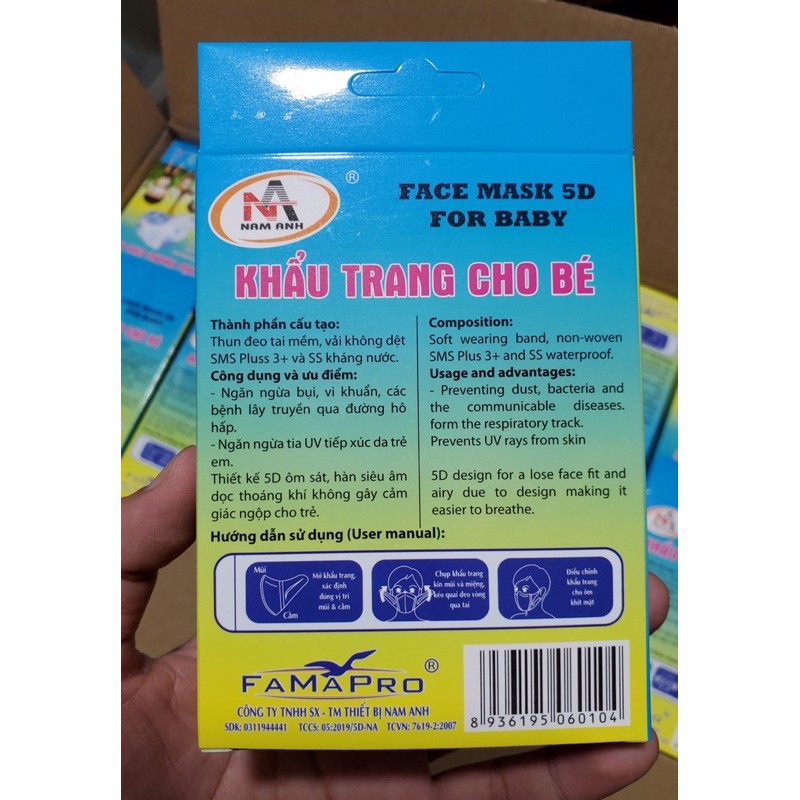 NAM ANH
®
FACE MASK 5D
FOR BABY
KHẨU TRANG CHO BÉ
Thành phần cấu tạo:
Thun đeo tai mềm, vải không dệt
SMS Pluss 3+ và SS kháng nước.
Công dụng và ưu điểm:
- Ngăn ngừa bụi, vi khuẩn, các
bệnh lây truyền qua đường hô
hấp.
- Ngăn ngừa tia UV tiếp xúc da trẻ
em.
Thiết kế 5D ôm sát, hàn siêu âm
dọc thoáng khí không gây cảm
giác ngộp cho trẻ.
Composition:
Soft wearing band, non-woven
SMS Plus 3+ and SS waterproof.
Usage and advantages:
- Preventing dust, bacteria and
the communicable diseases.
form the respiratory track.
Prevents UV rays from skin
5D design for a lose face fit and
airy due to design making it
easier to breathe.
Hướng dẫn sử dụng (User manual):
Mũi
Cằm
Mở khẩu trang,
xác định
đúng vị trí
mũi & cằm
Chụp khẩu trang
kín mũi và miệng,
kéo quai đeo vòng
qua tai
Điều chỉnh
khẩu trang
cho ôm
khít mặt
FAMAPRO ®
CÔNG TY TNHH SX - TM THIẾT BỊ NAM ANH
SDK: 0311944441 TCCS: 05:2019/5D-NA TCVN: 7619-2:2007
8 936195 060104